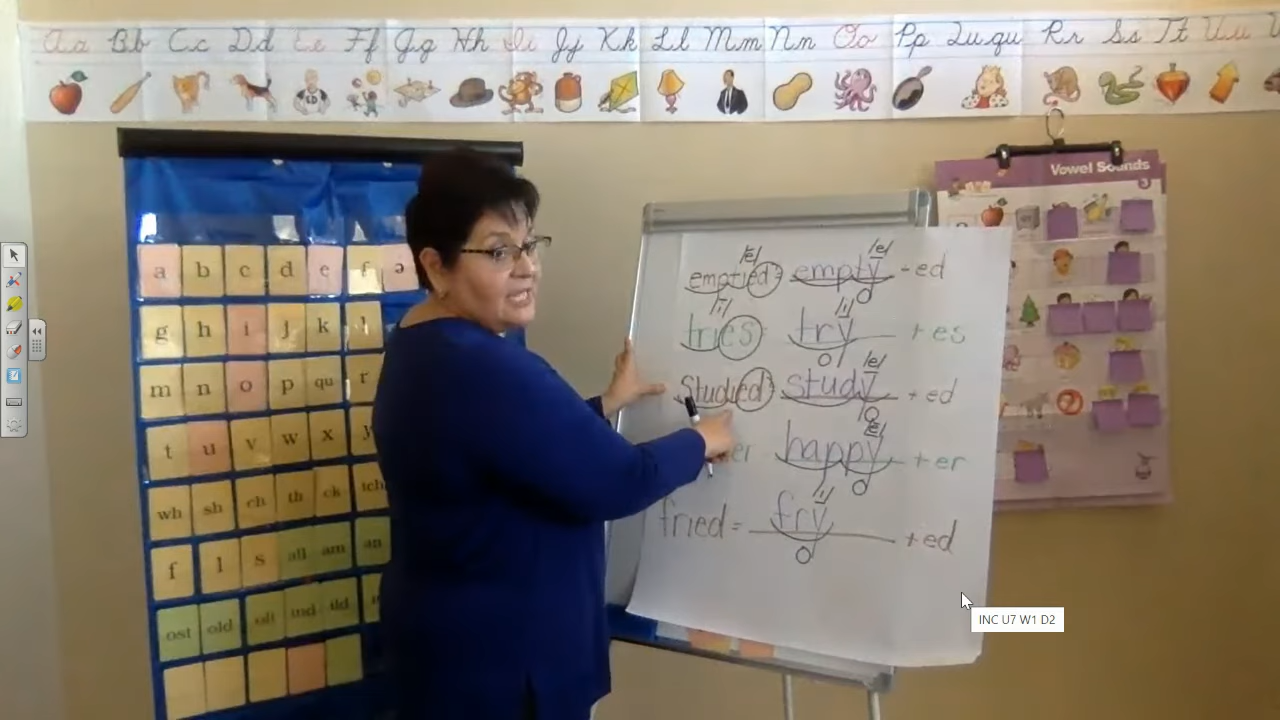 Aa Bb Cc Dd Ee Ff Gg Hh Ii Jj Kk Ll Mm Nn Oo Pp Qu qu Rr Ss Tt Uu
Vowel Sounds
3
a b c d e f ə
g h i j k l
m n o p qu r
t u v w x y
wh sh ch th ck tch
f l s all am an
ost old olt ind ild
/ē/ /ē/
emptied = empty + ed
/ī/ /ī/
tries = try + es
/ē/
studied = study + ed
/ē/
er happy + er
/ī/
fried = fry + ed
INC U7 W1 D2